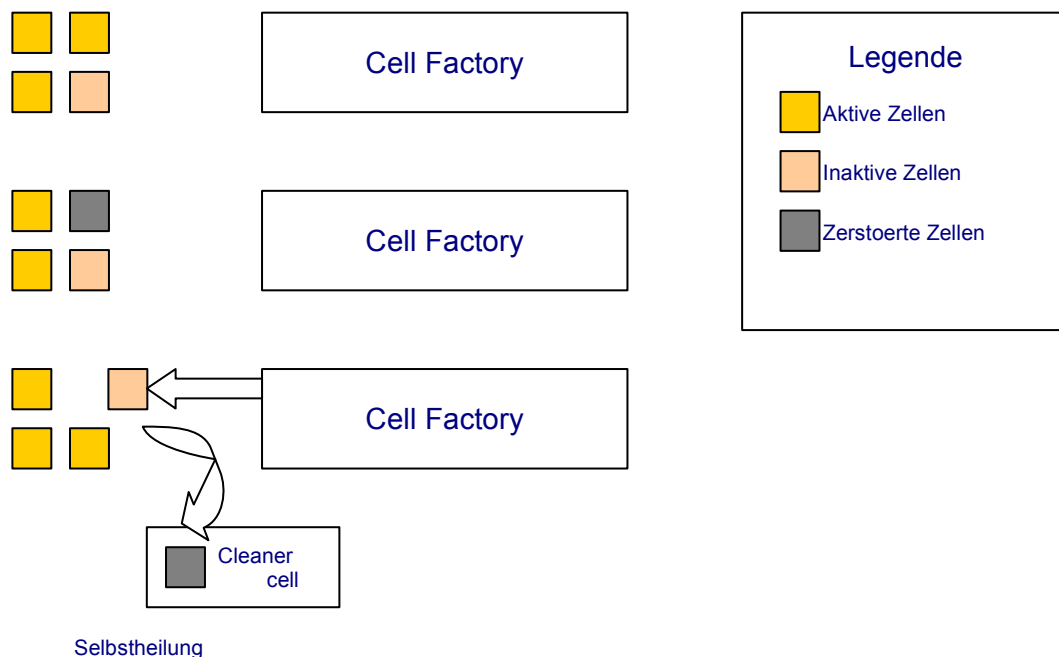 Cell Factory
Legende
Aktive Zellen
Inaktive Zellen
Zerstoerte Zellen
Cell Factory
Cell Factory
Cleaner
cell
Selbstheilung